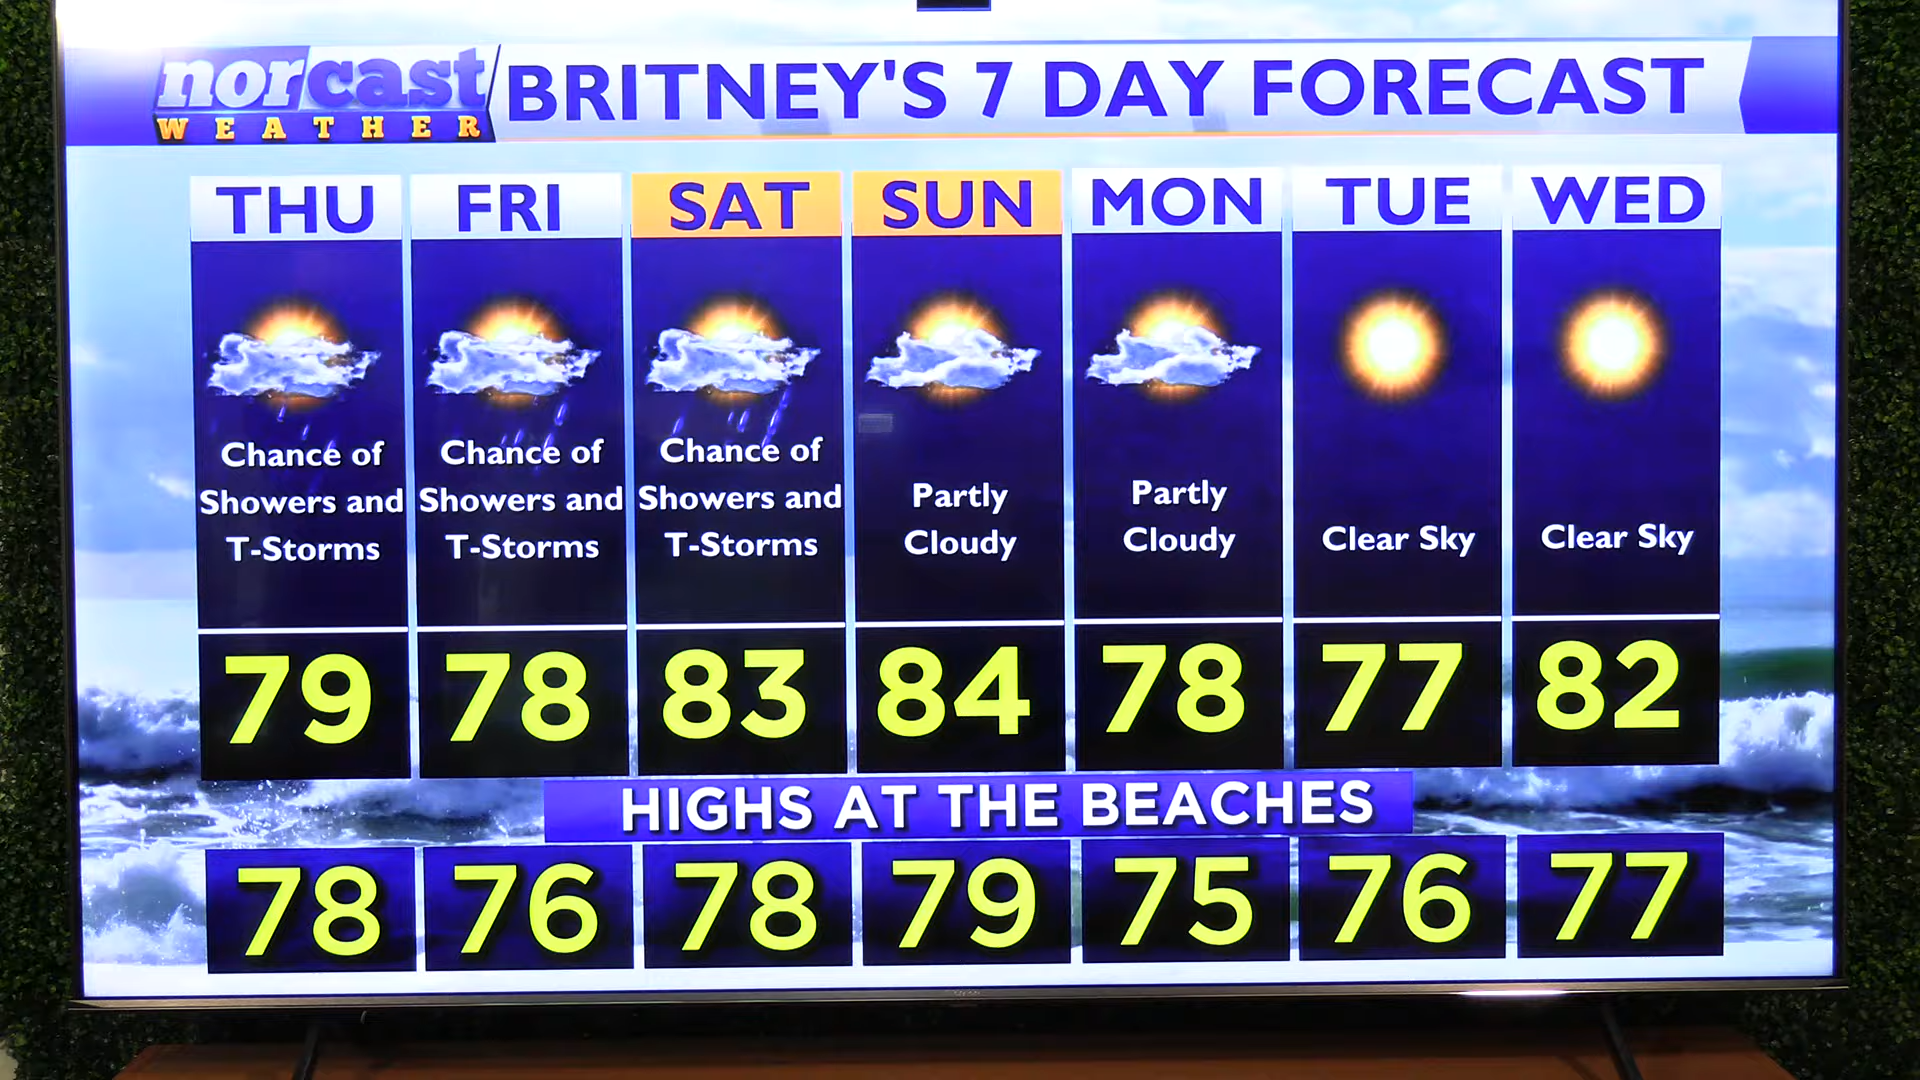 norcast
WEATHER
BRITNEY'S 7 DAY FORECAST
THU FRI SAT SUN MON TUE WED
Chance of
Showers and
T-Storms
Chance of
Showers and
T-Storms
Chance of
Showers and
T-Storms
Partly
Cloudy
Partly
Cloudy
Clear Sky
Clear Sky
79 78 83 84 78 77 82
HIGHS AT THE BEACHES
78 76 78 79 75 76 77